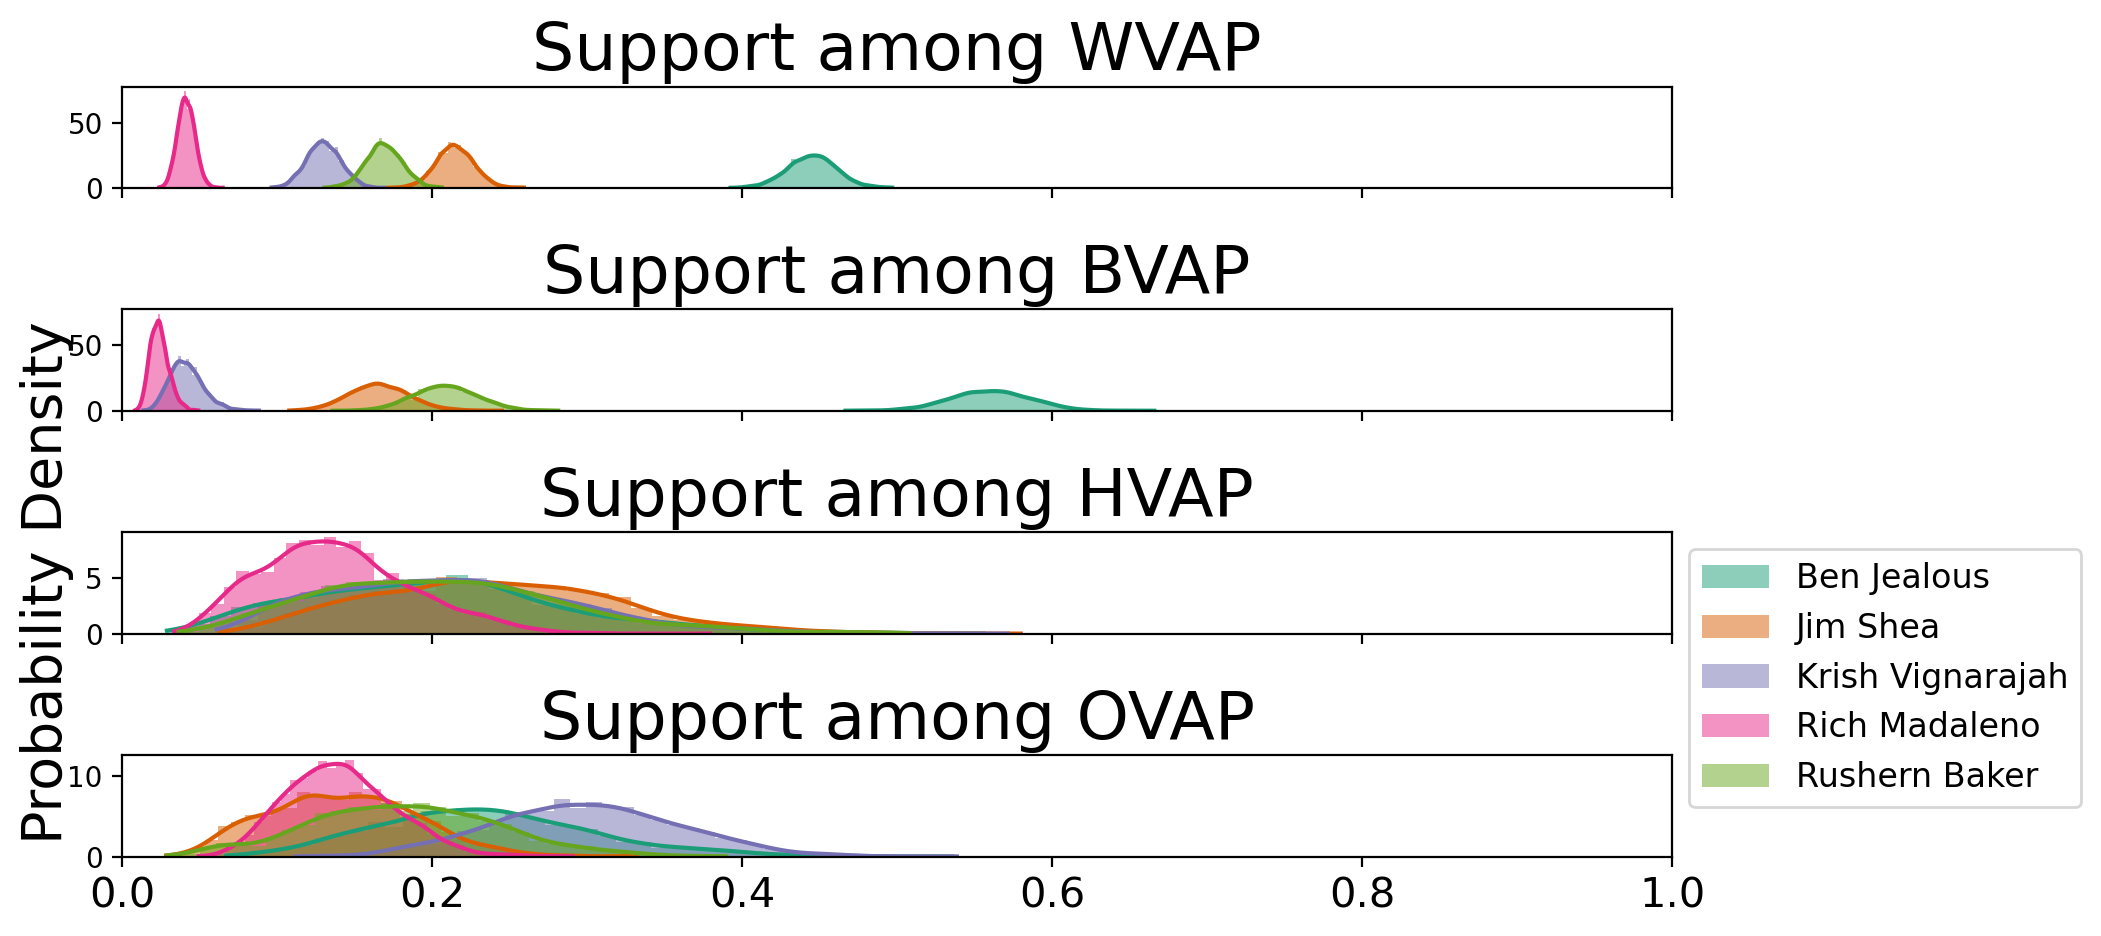 Support among WVAP
50
0
Support among BVAP
50
0
Support among HVAP
5
0
Support among OVAP
10
0
0.0 0.2 0.4 0.6 0.8 1.0
Probability Density
Ben Jealous
Jim Shea
Krish Vignarajah
Rich Madaleno
Rushern Baker